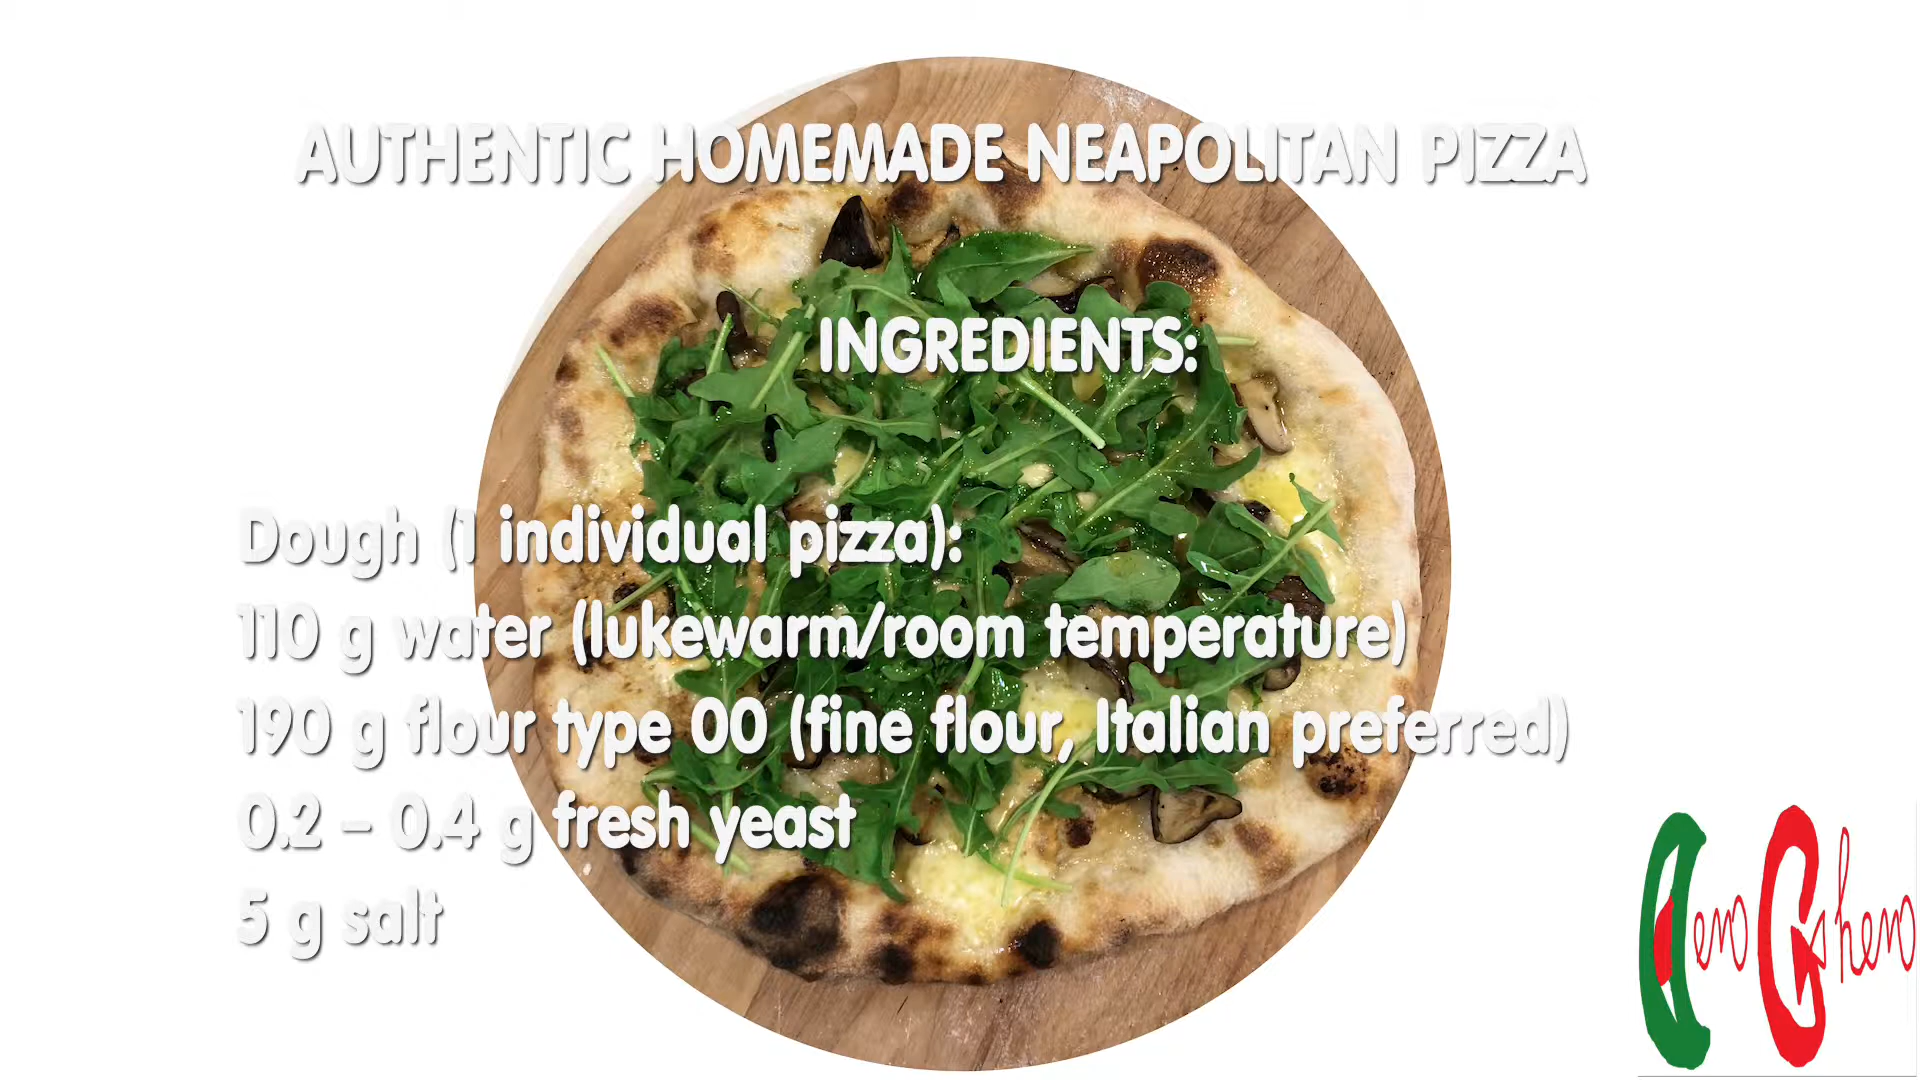 AUTHENTIC HOMEMADE NEAPOLITAN PIZZA
INGREDIENTS:
Dough (1 individual pizza):
110 g water (lukewarm/room temperature)
190 g flour type 00 (fine flour, Italian preferred)
0.2 – 0.4 g fresh yeast
5 g salt